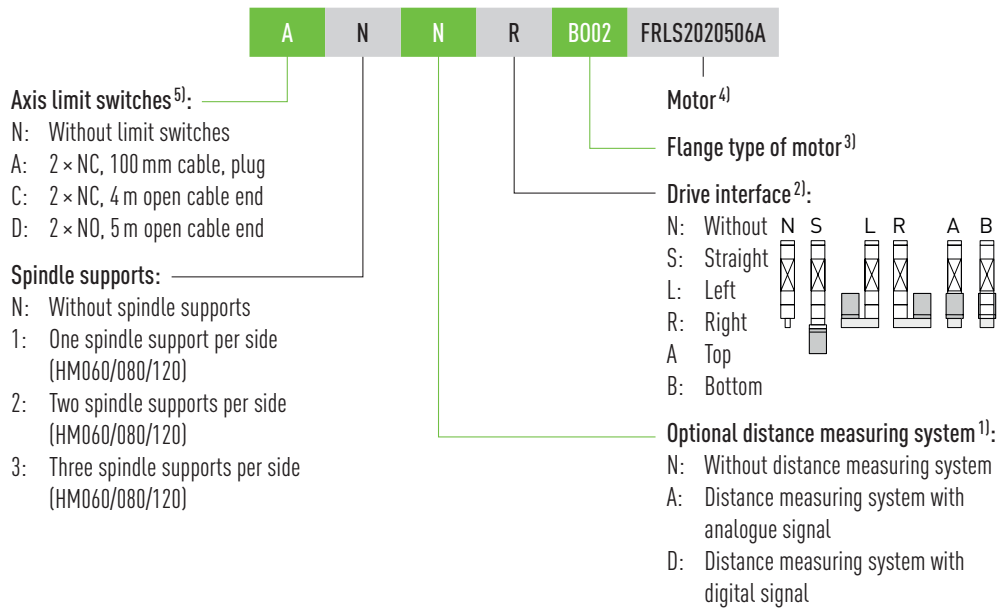 A N N R B002 FRLS2020506A
Axis limit switches 5):
N: Without limit switches
A: 2 × NC, 100 mm cable, plug
C: 2 × NC, 4 m open cable end
D: 2 × NO, 5 m open cable end
Spindle supports:
N: Without spindle supports
1: One spindle support per side
(HM060/080/120)
2: Two spindle supports per side
(HM060/080/120)
3: Three spindle supports per side
(HM060/080/120)
Motor 4)
Flange type of motor 3)
Drive interface 2):
N: Without
S: Straight
L: Left
R: Right
A Top
B: Bottom
N S L R A B
Optional distance measuring system 1):
N: Without distance measuring system
A: Distance measuring system with
analogue signal
D: Distance measuring system with
digital signal